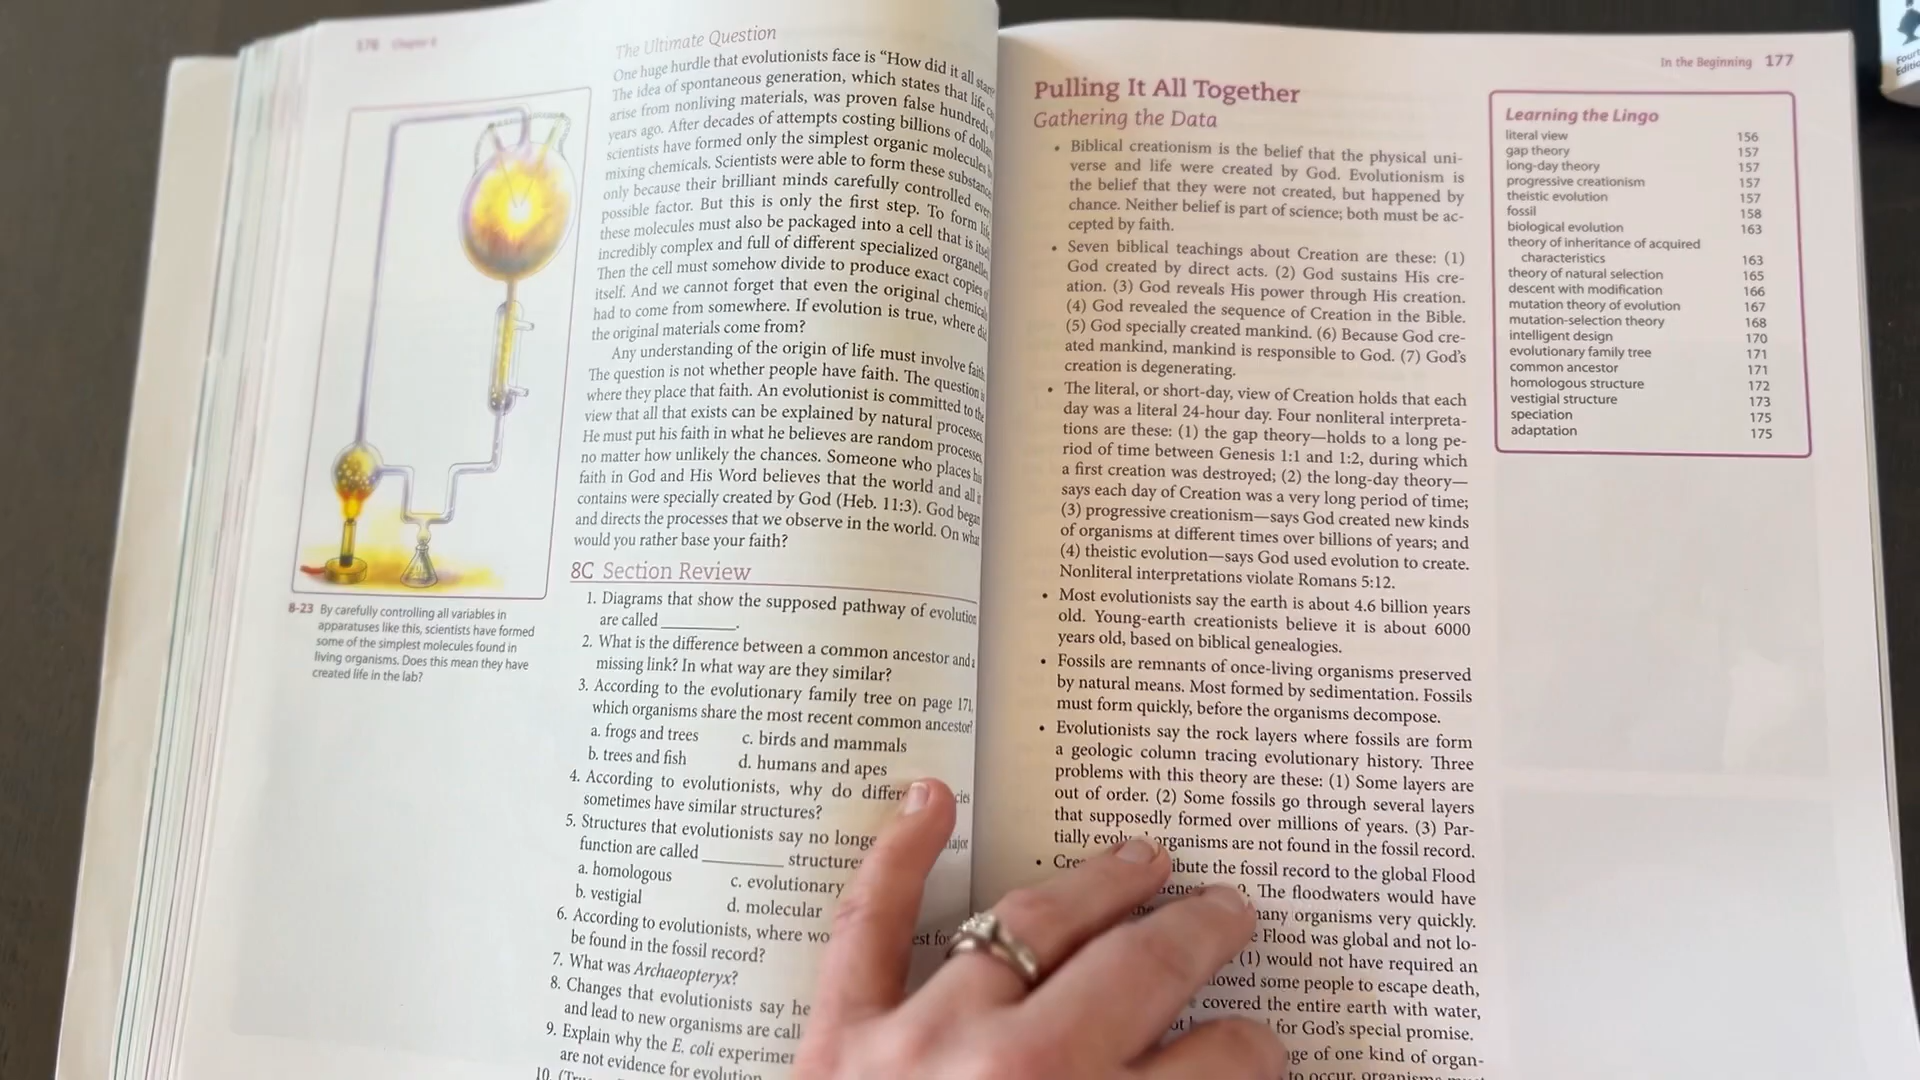 176 Chapter 8
The Ultimate Question
One huge hurdle that evolutionists face is “How did it all
The idea of spontaneous generation, which states that life
arise from nonliving materials, was proven false hundreds
years ago. After decades of attempts costing billions of
scientists have formed only the simplest organic molecules
mixing chemicals. Scientists were able to form these
only because their brilliant minds carefully controlled
possible factor. But this is only the first step. To form
these molecules must also be packaged into a cell that is
incredibly complex and full of different specialized
Then the cell must somehow divide to produce exact copies
itself. And we cannot forget that even the original
had to come from somewhere. If evolution is true, where
the original materials come from?
Any understanding of the origin of life must involve faith
The question is not whether people have faith. The question
where they place that faith. An evolutionist is committed to the
view that all that exists can be explained by natural processes
He must put his faith in what he believes are random processes
no matter how unlikely the chances. Someone who places his
faith in God and His Word believes that the world and all
contains were specially created by God (Heb. 11:3). God began
and directs the processes that we observe in the world. On what
would you rather base your faith?
8-23 By carefully controlling all variables in
apparatuses like this, scientists have formed
some of the simplest molecules found in
living organisms. Does this mean they have
created life in the lab?
8C Section Review
1. Diagrams that show the supposed pathway of evolution
are called ________.
2. What is the difference between a common ancestor and a
missing link? In what way are they similar?
3. According to the evolutionary family tree on page 171,
which organisms share the most recent common ancestor?
a. frogs and trees c. birds and mammals
b. trees and fish d. humans and apes
4. According to evolutionists, why do
sometimes have similar structures?
5. Structures that evolutionists say no
function are called ________
a. homologous c. evolutionary
b. vestigial d. molecular
6. According to evolutionists, where
be found in the fossil record?
7. What was Archaeopteryx?
8. Changes that evolutionists say
and lead to new organisms are
9. Explain why the E. coli
are not evidence for evolution
10.
In the Beginning 177
Pulling It All Together
Gathering the Data
• Biblical creationism is the belief that the physical uni-
verse and life were created by God. Evolutionism is
the belief that they were not created, but happened by
chance. Neither belief is part of science; both must be ac-
cepted by faith.
• Seven biblical teachings about Creation are these: (1)
God created by direct acts. (2) God sustains His cre-
ation. (3) God reveals His power through His creation.
(4) God revealed the sequence of Creation in the Bible.
(5) God specially created mankind. (6) Because God cre-
ated mankind, mankind is responsible to God. (7) God’s
creation is degenerating.
• The literal, or short-day, view of Creation holds that each
day was a literal 24-hour day. Four nonliteral interpreta-
tions are these: (1) the gap theory—holds to a long pe-
riod of time between Genesis 1:1 and 1:2, during which
a first creation was destroyed; (2) the long-day theory—
says each day of Creation was a very long period of time;
(3) progressive creationism—says God created new kinds
of organisms at different times over billions of years; and
(4) theistic evolution—says God used evolution to create.
Nonliteral interpretations violate Romans 5:12.
• Most evolutionists say the earth is about 4.6 billion years
old. Young-earth creationists believe it is about 6000
years old, based on biblical genealogies.
• Fossils are remnants of once-living organisms preserved
by natural means. Most formed by sedimentation. Fossils
must form quickly, before the organisms decompose.
• Evolutionists say the rock layers where fossils are form
a geologic column tracing evolutionary history. Three
problems with this theory are these: (1) Some layers are
out of order. (2) Some fossils go through several layers
that supposedly formed over millions of years. (3) Par-
tially organisms are not found in the fossil record.
• the fossil record to the global Flood
The floodwaters would have
many organisms very quickly.
Flood was global and not lo-
(1) would not have required an
some people to escape death,
covered the entire earth with water,
for God’s special promise.
of one kind of organ-
to occur, organisms
Learning the Lingo
literal view 156
gap theory 157
long-day theory 157
progressive creationism 157
theistic evolution 157
fossil 158
biological evolution 163
theory of inheritance of acquired
characteristics 163
theory of natural selection 165
descent with modification 166
mutation theory of evolution 167
mutation-selection theory 168
intelligent design 170
evolutionary family tree 171
common ancestor 171
homologous structure 172
vestigial structure 173
speciation 175
adaptation 175